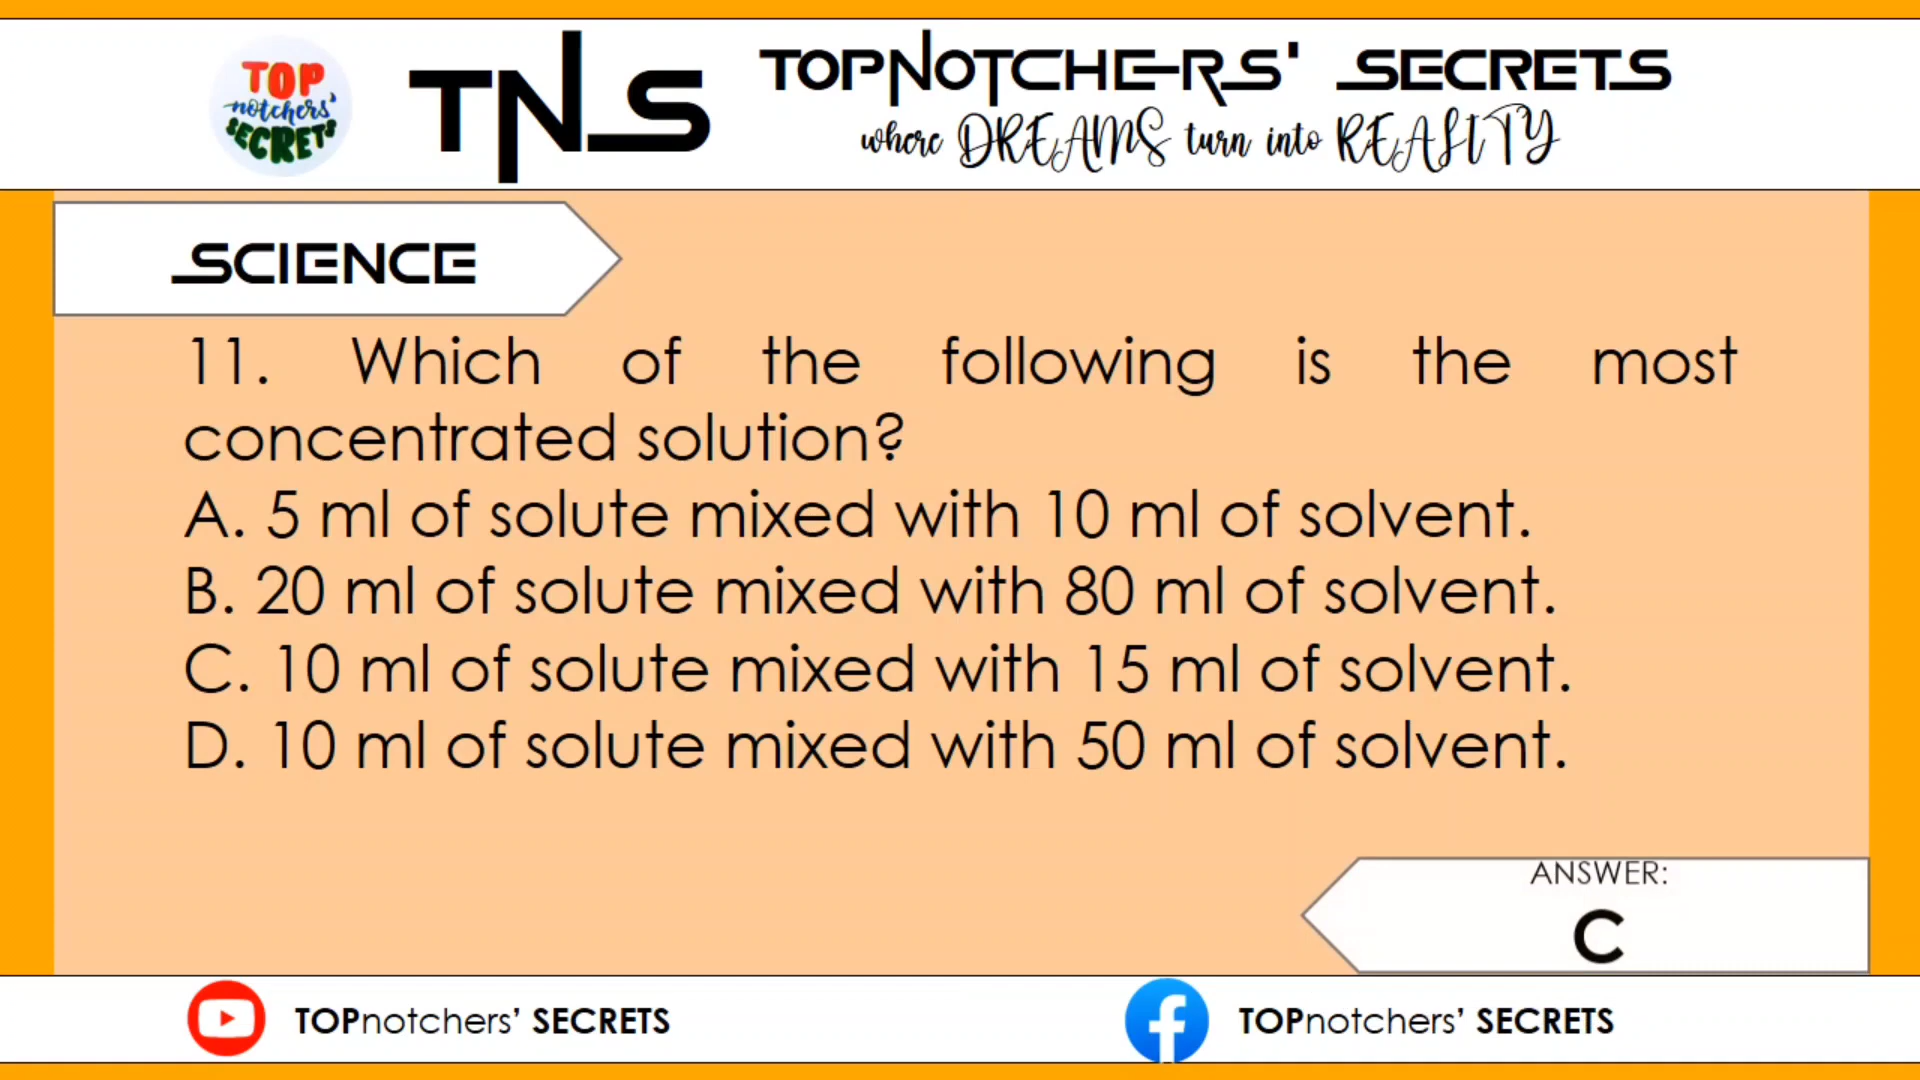 TOP
notchers'
SECRETS
TNS
TOPNOTCHERS' SECRETS
where DREAMS turn into REALITY
SCIENCE
11. Which of the following is the most
concentrated solution?
A. 5 ml of solute mixed with 10 ml of solvent.
B. 20 ml of solute mixed with 80 ml of solvent.
C. 10 ml of solute mixed with 15 ml of solvent.
D. 10 ml of solute mixed with 50 ml of solvent.
ANSWER:
C
TOPnotchers’ SECRETS
TOPnotchers’ SECRETS